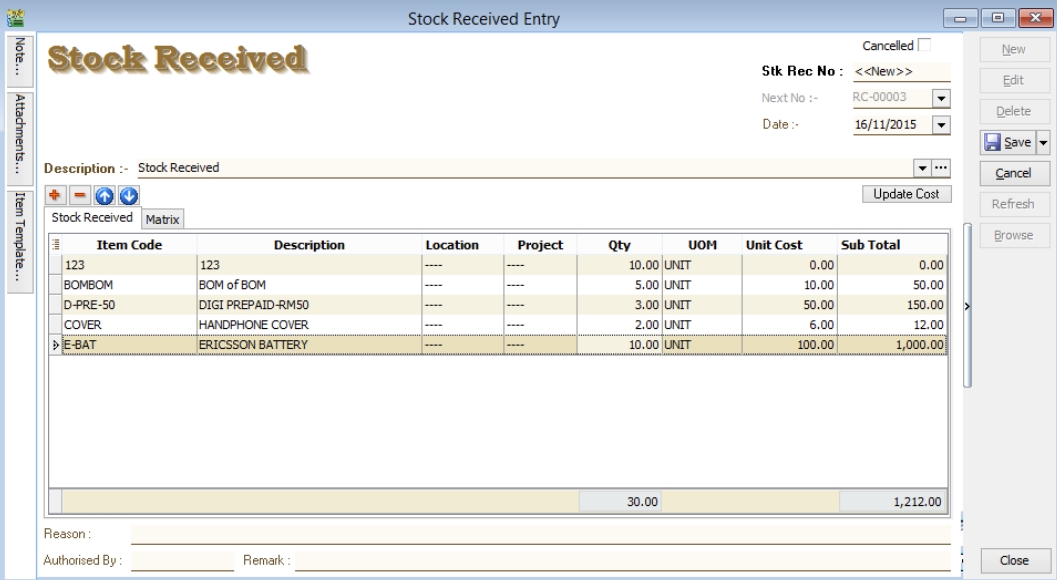 Stock Received Entry
Note...
Attachments...
Item Template...
Stock Received
Cancelled
Stk Rec No : <<New>>
Next No :- RC-00003
Date :- 16/11/2015
Description :- Stock Received
Update Cost
Stock Received Matrix
Item Code Description Location Project Qty UOM Unit Cost Sub Total
123 123 ---- ---- 10.00 UNIT 0.00 0.00
BOMBOM BOM of BOM ---- ---- 5.00 UNIT 10.00 50.00
D-PRE-50 DIGI PREPAID-RM50 ---- ---- 3.00 UNIT 50.00 150.00
COVER HANDPHONE COVER ---- ---- 2.00 UNIT 6.00 12.00
E-BAT ERICSSON BATTERY ---- ---- 10.00 UNIT 100.00 1,000.00
30.00 1,212.00
Reason :
Authorised By : Remark :
New
Edit
Delete
Save
Cancel
Refresh
Browse
Close